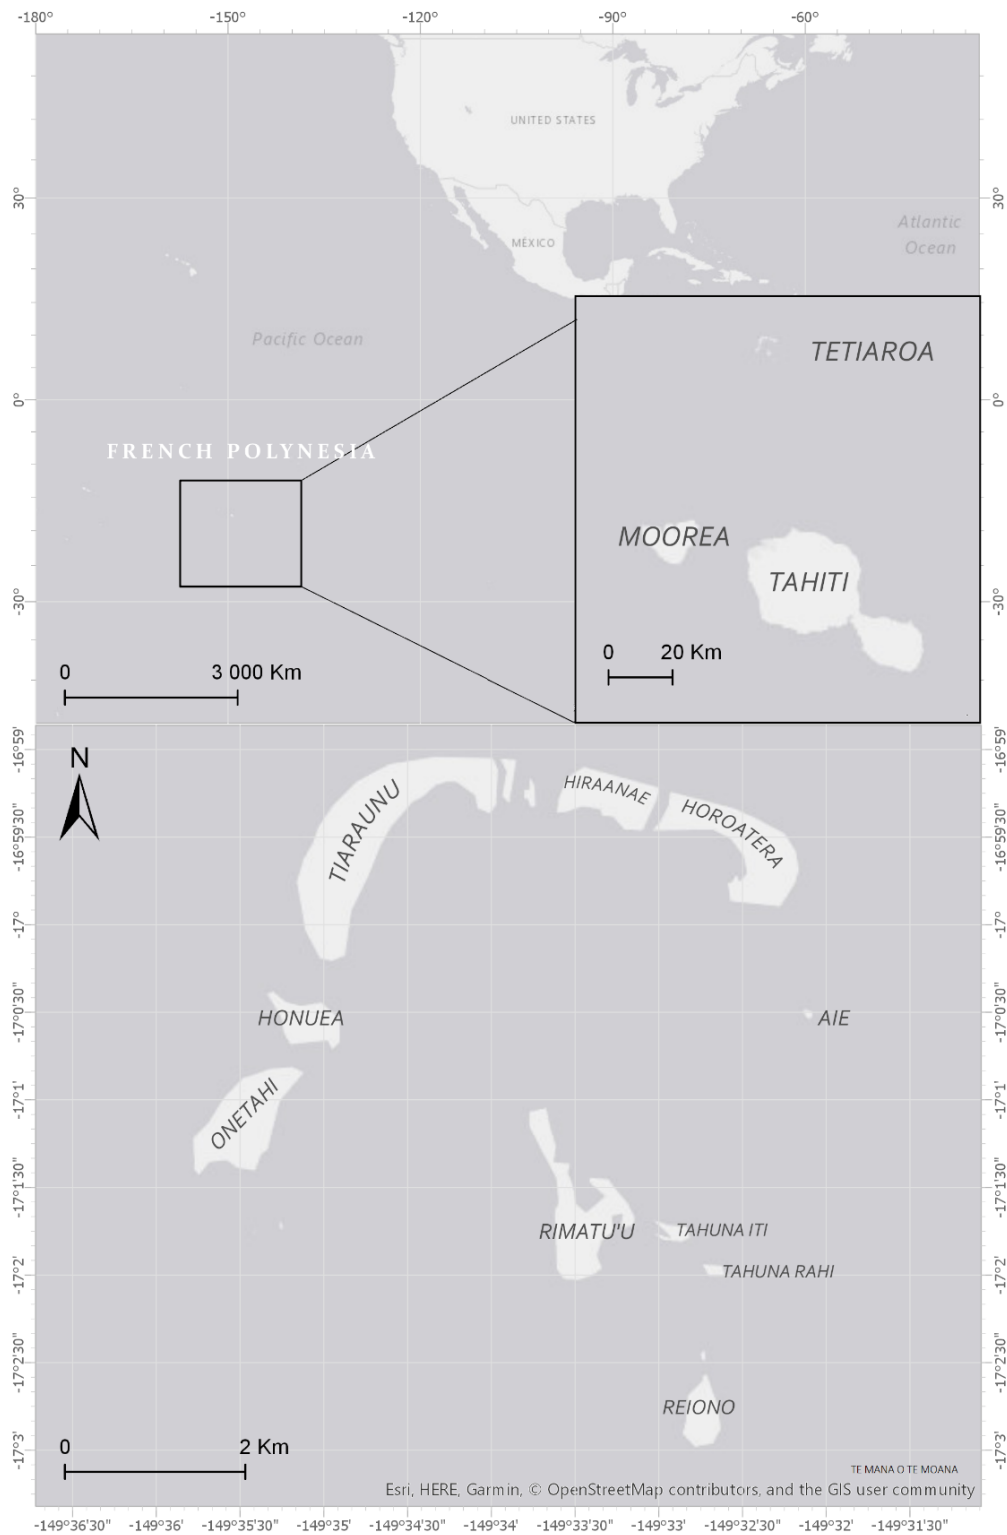 -180° -150° -120° -90° -60°
UNITED STATES
30° 30°
Atlantic
Ocean
MÉXICO
Pacific Ocean
TETIAROA
0° 0°
FRENCH POLYNESIA
MOOREA
TAHITI
-30° -30°
0 3 000 Km
0 20 Km
-16°59' -16°59'
N
TIARAUNU
HIRAANAE
HOROATERA
-16°59'30" -16°59'30"
-17° -17°
-17°0'30" -17°0'30"
HONUEA
AIE
-17°1' -17°1'
ONETAHI
-17°1'30" -17°1'30"
RIMATU'U
TAHUNA ITI
-17°2' -17°2'
TAHUNA RAHI
-17°2'30" -17°2'30"
REIONO
-17°3' -17°3'
0 2 Km
TE MANA O TE MOANA
Esri, HERE, Garmin, © OpenStreetMap contributors, and the GIS user community
-149°36'30" -149°36' -149°35'30" -149°35' -149°34'30" -149°34' -149°33'30" -149°33' -149°32'30" -149°32' -149°31'30"